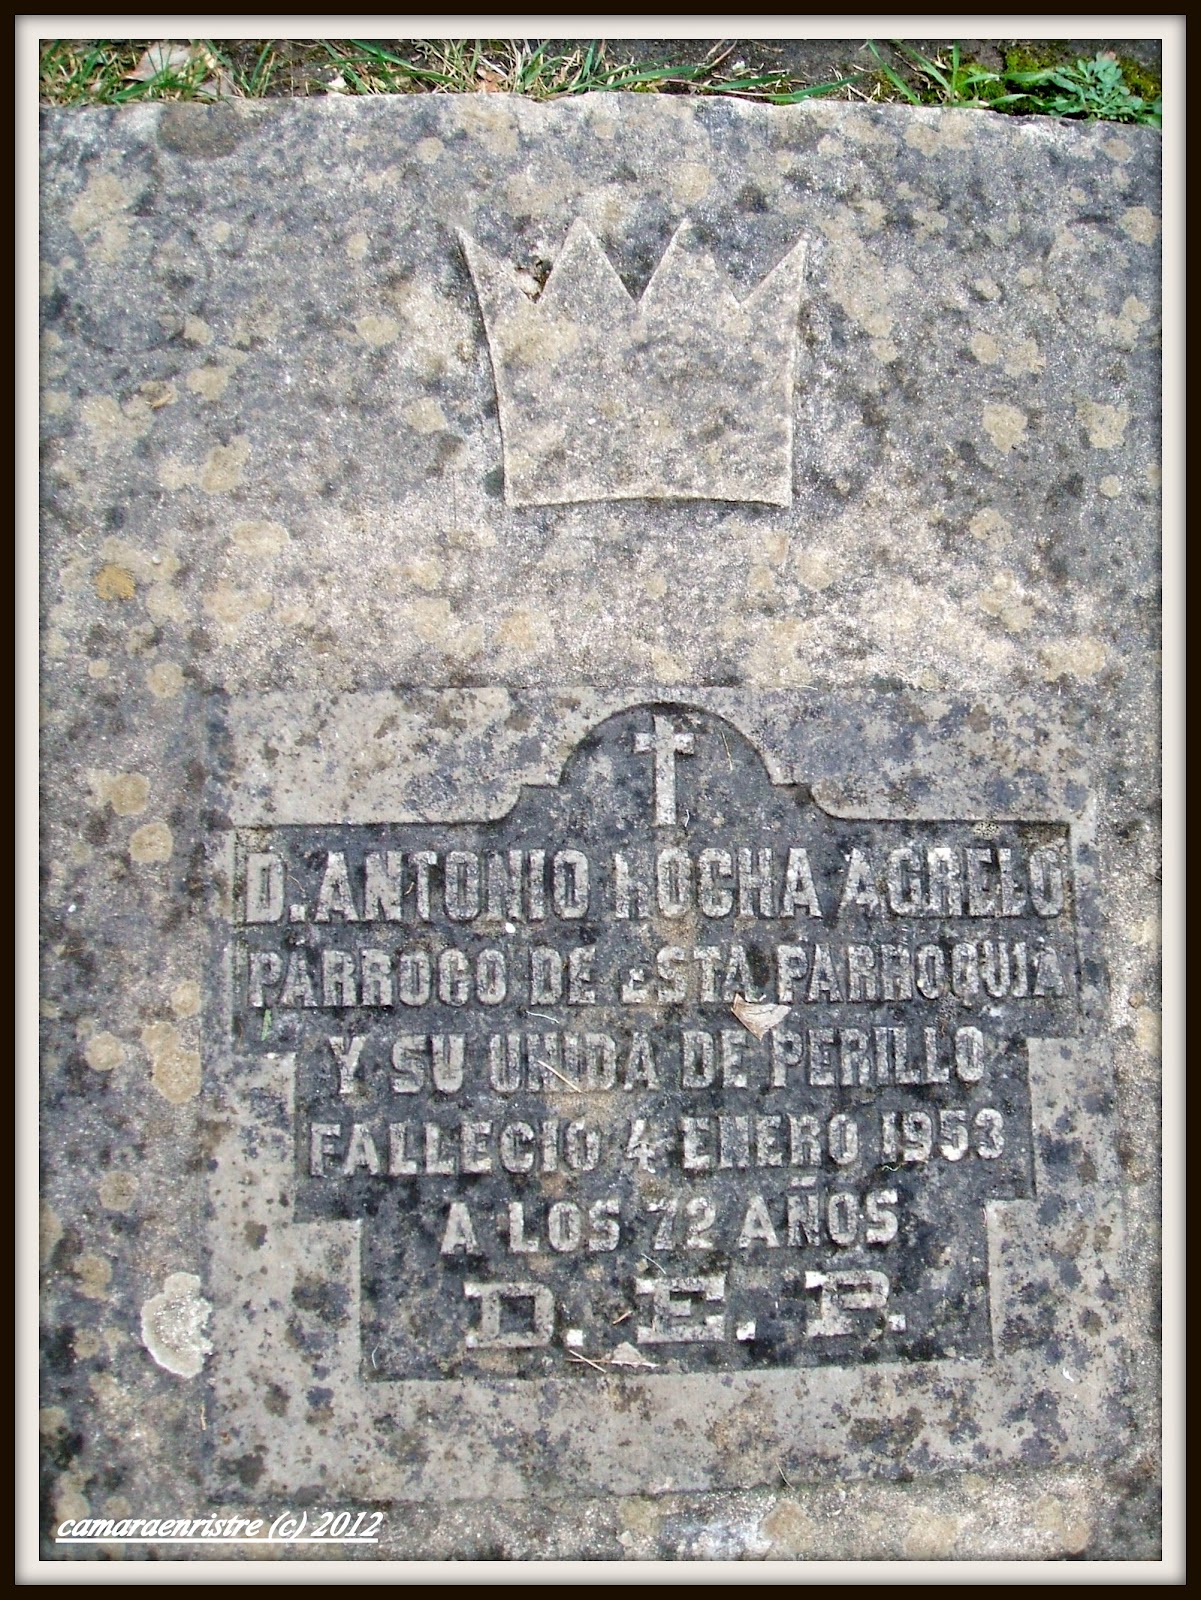 D. ANTONIO ROCHA AGRELO
PARROCO DE ESTA PARROQUIA
Y SU UNIDA DE PERILLO
FALLECIO 4 ENERO 1953
A LOS 72 AÑOS
D. E. P.
camaraenristre (c) 2012